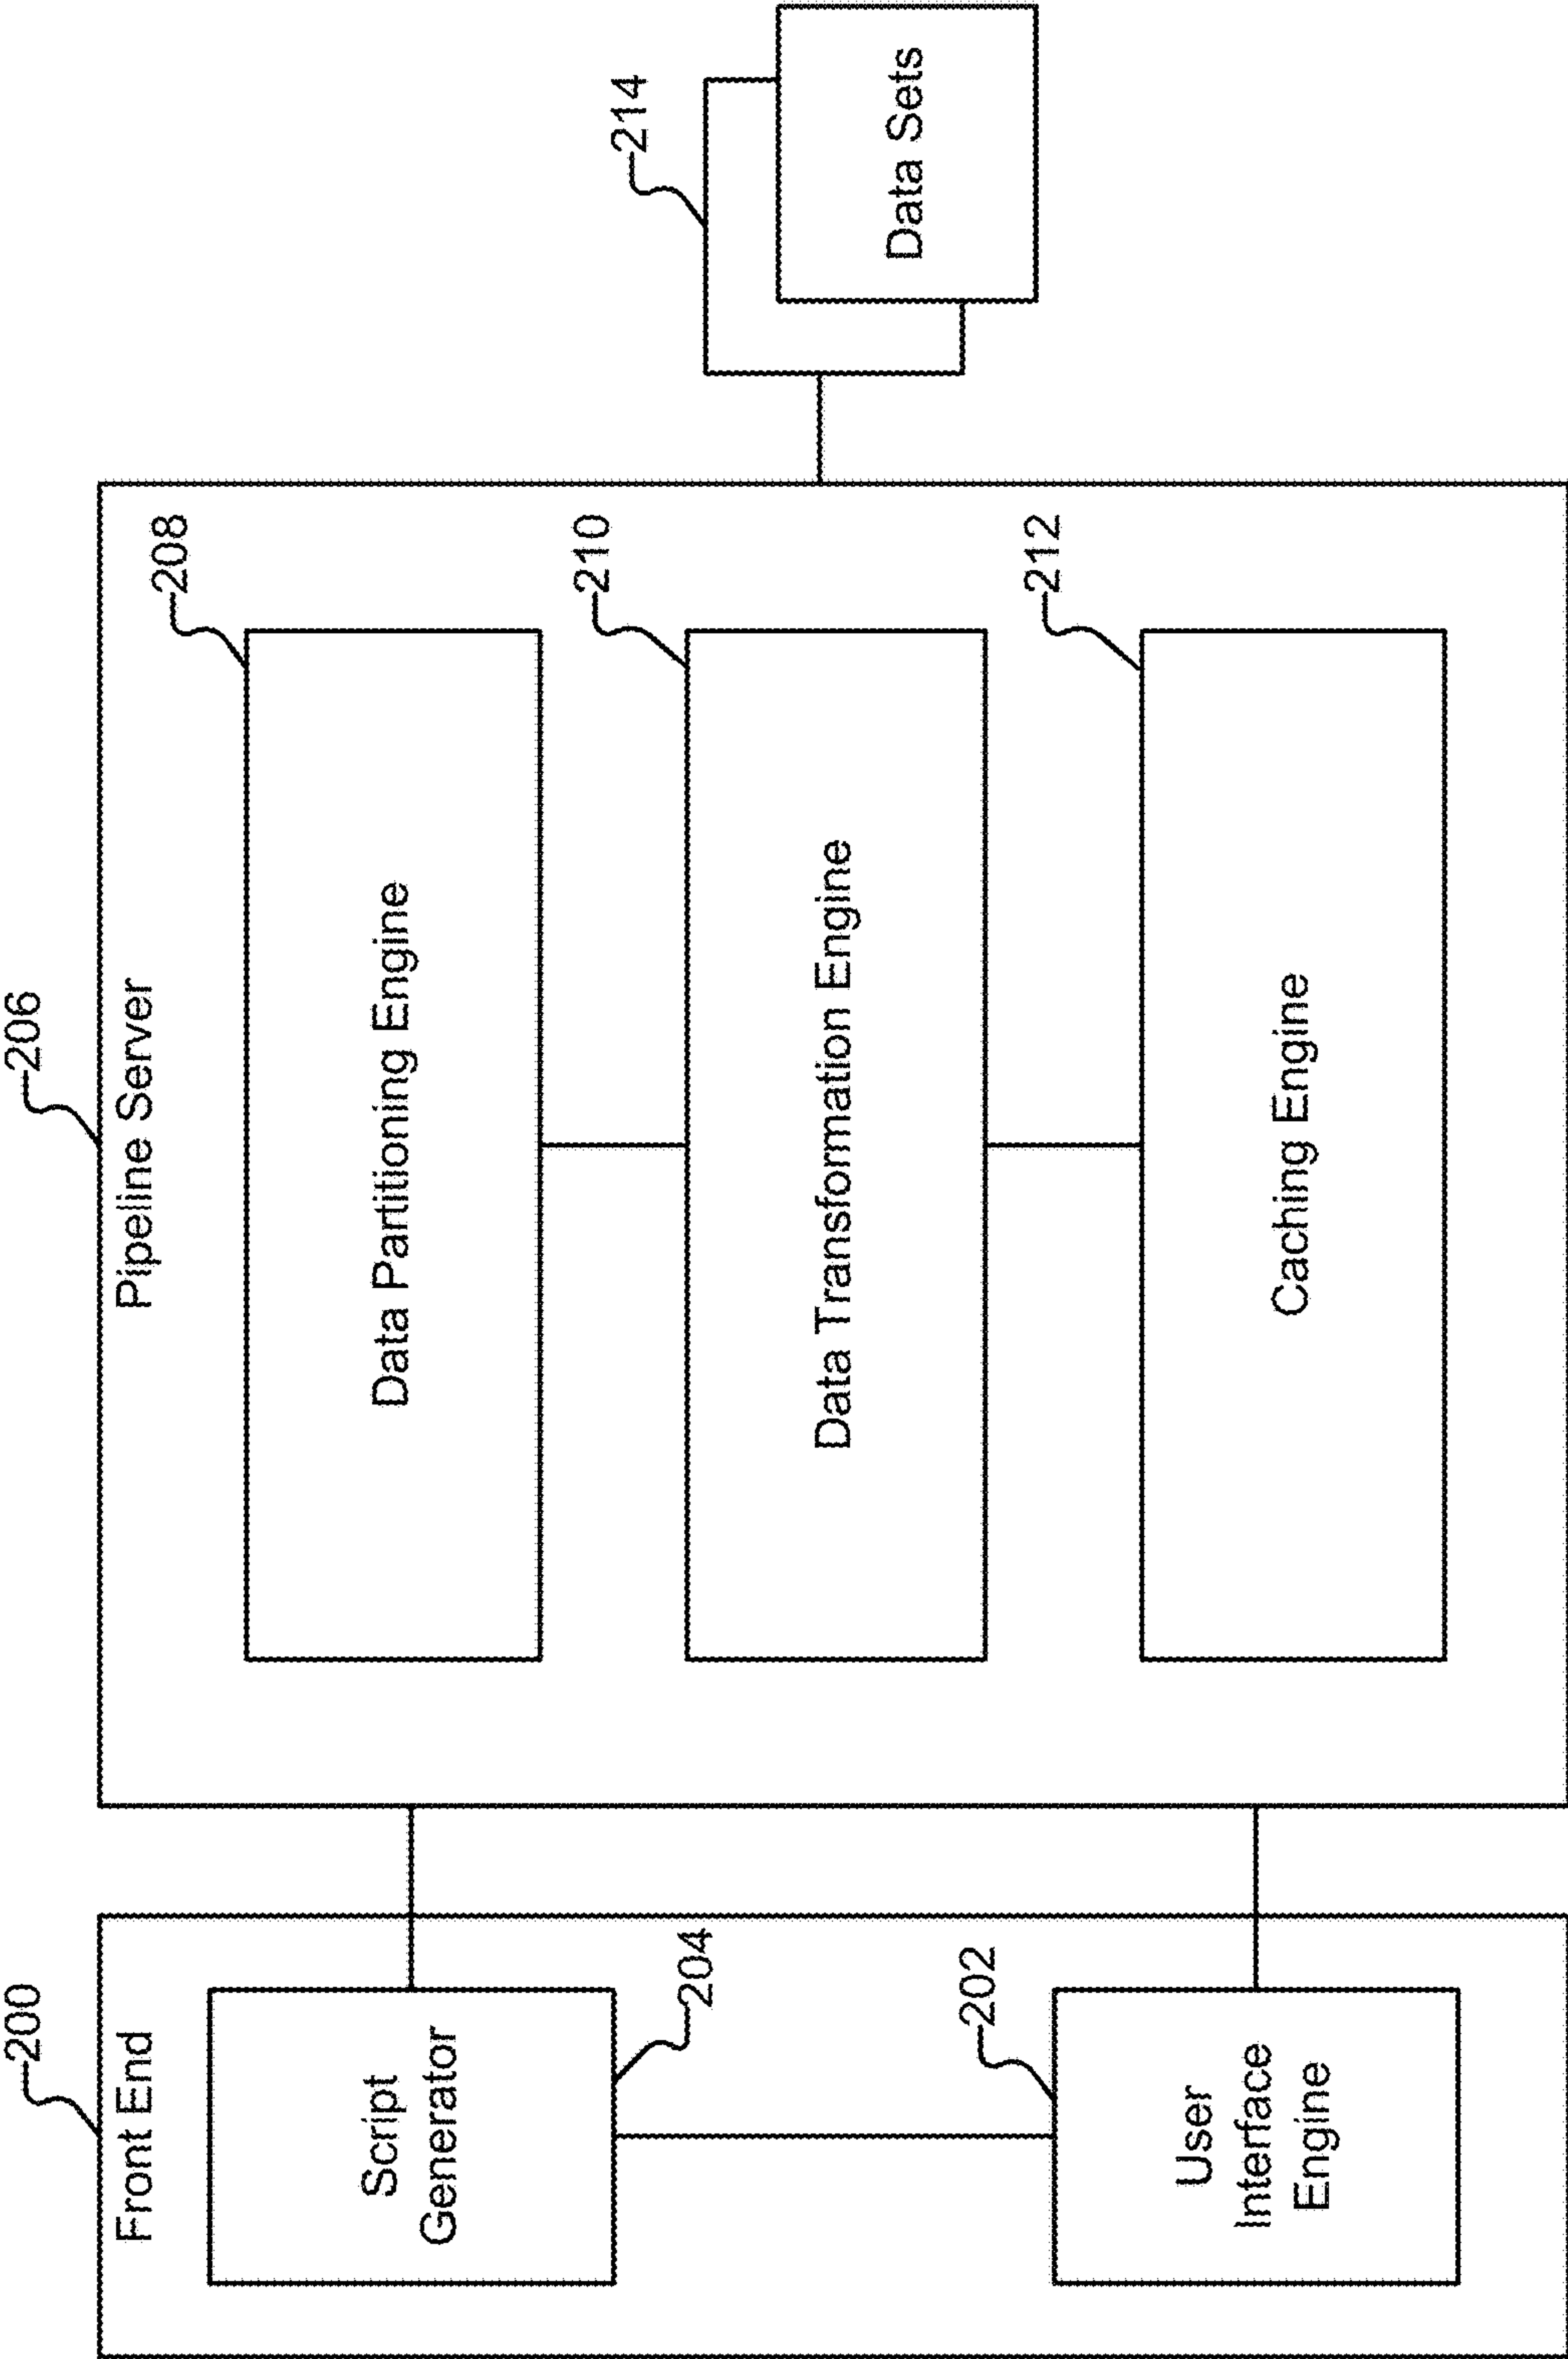 200
Front End
Script
Generator
204
202
User
Interface
Engine
206
Pipeline Server
208
Data Partitioning Engine
210
Data Transformation Engine
212
Caching Engine
214
Data Sets